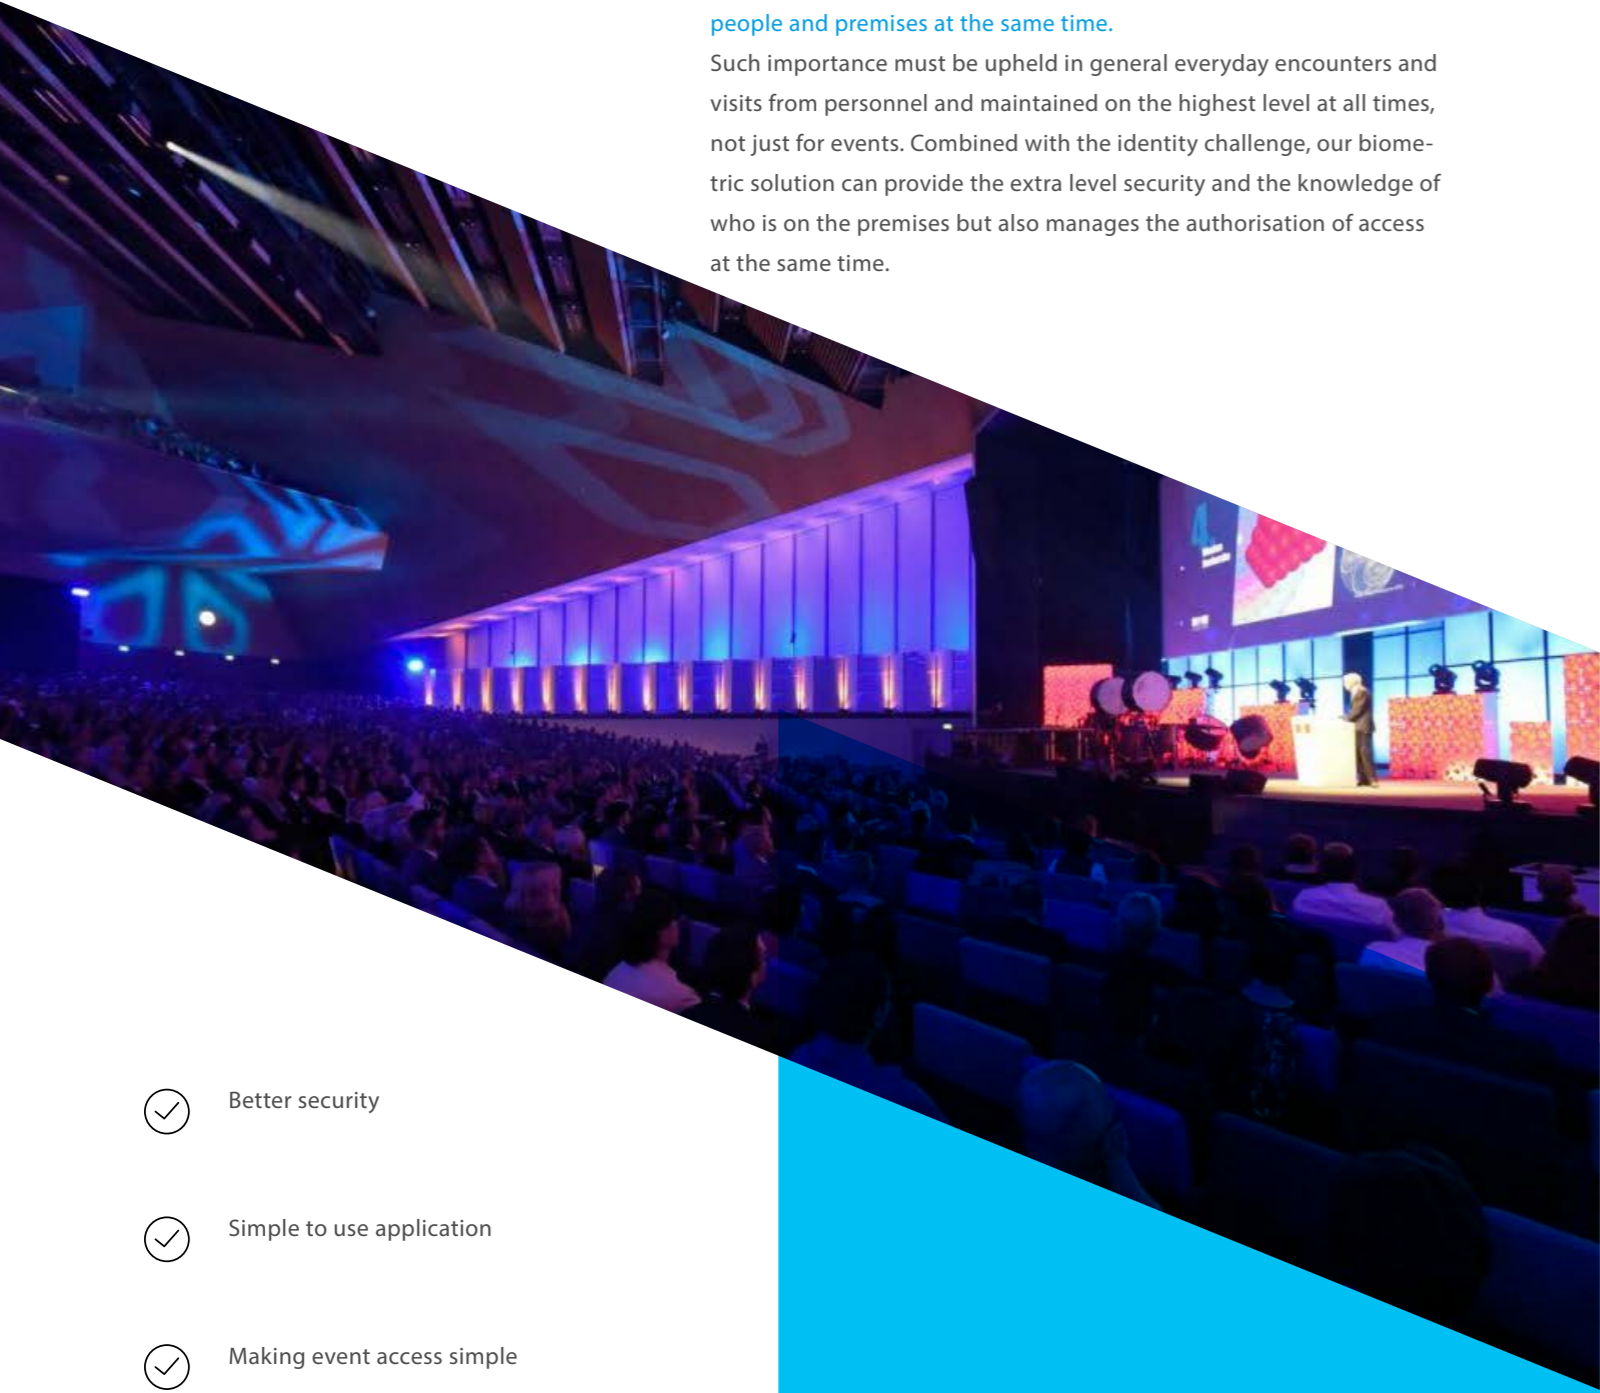 people and premises at the same time.
Such importance must be upheld in general everyday encounters and
visits from personnel and maintained on the highest level at all times,
not just for events. Combined with the identity challenge, our biome-
tric solution can provide the extra level security and the knowledge of
who is on the premises but also manages the authorisation of access
at the same time.
Better security
Simple to use application
Making event access simple